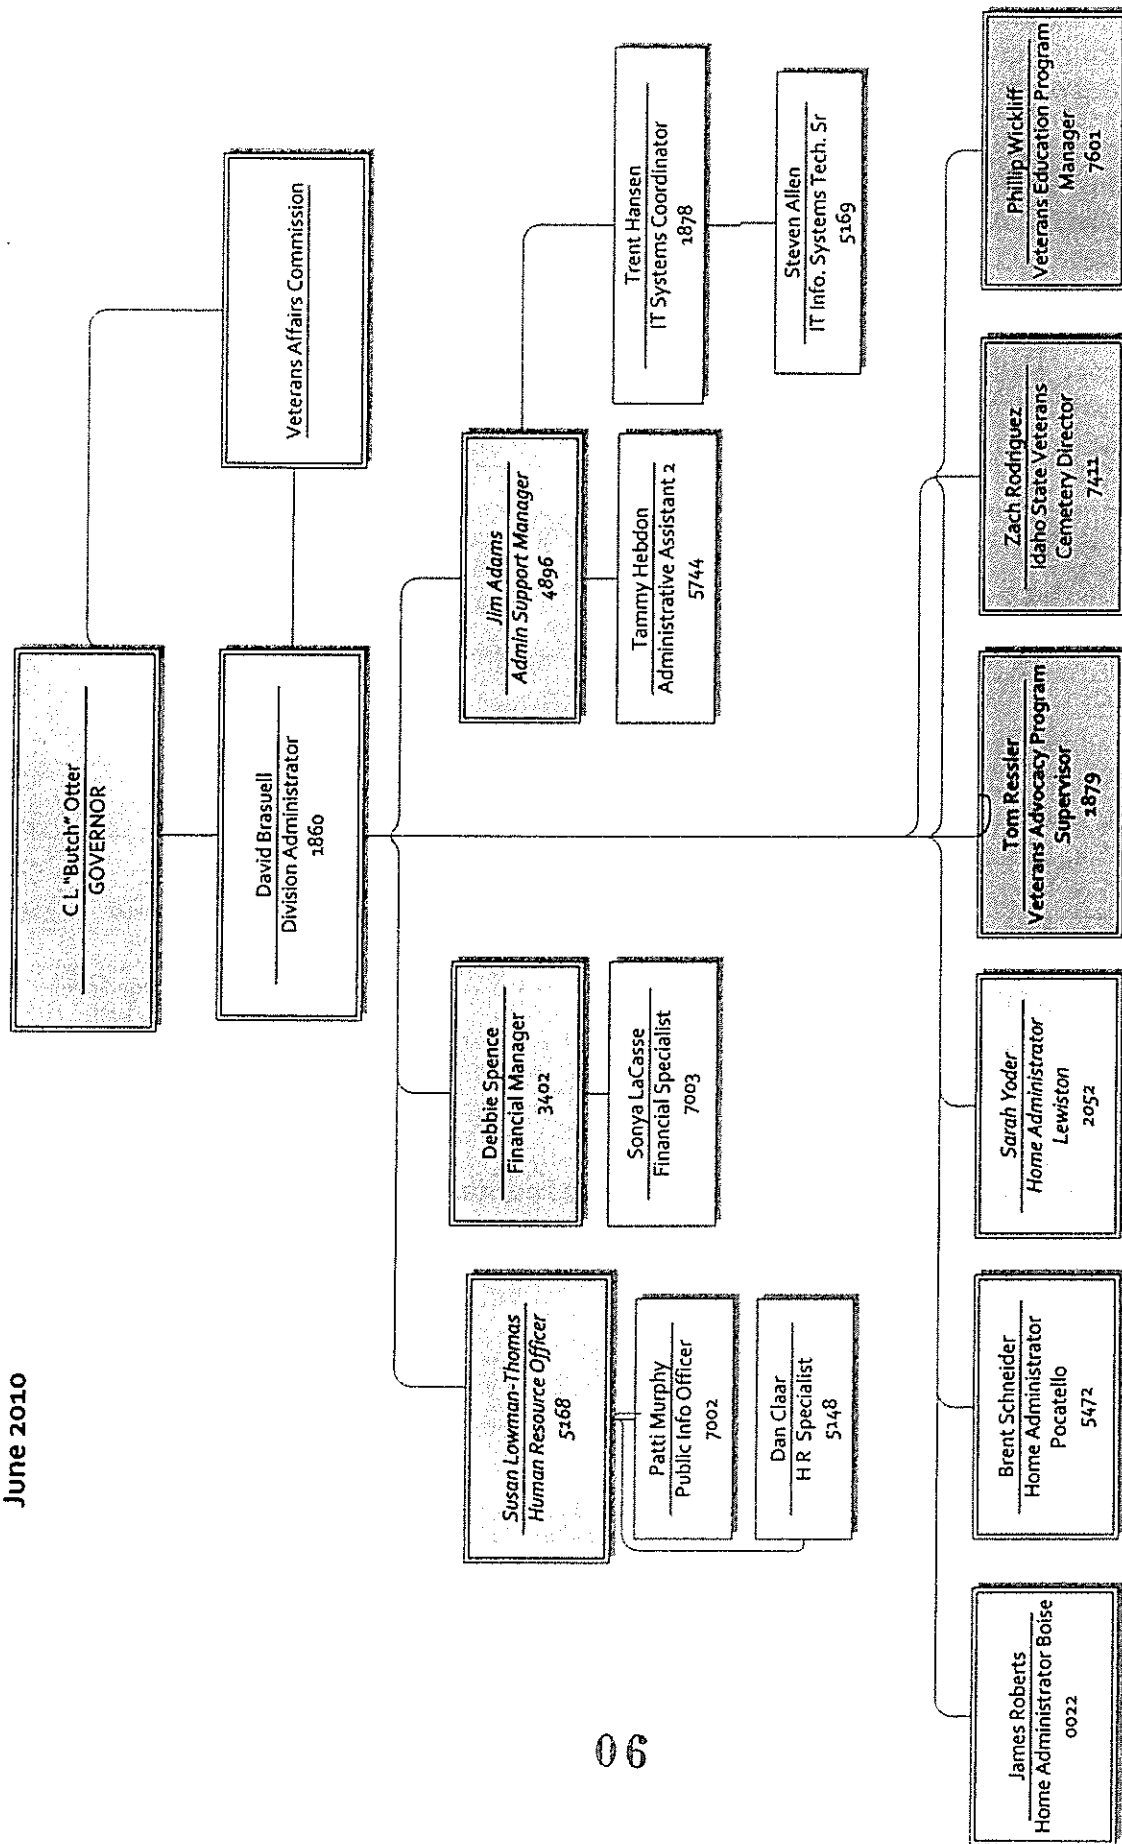 June 2010
C L "Butch" Otter
GOVERNOR
David Brasuell
Division Administrator
1860
Veterans Affairs Commission
Susan Lowman-Thomas
Human Resource Officer
5168
Debbie Spence
Financial Manager
3402
Jim Adams
Admin Support Manager
4896
Patti Murphy
Public Info Officer
7002
Sonya LaCasse
Financial Specialist
7003
Tammy Hebdon
Administrative Assistant 2
5744
Trent Hansen
IT Systems Coordinator
1878
Dan Claar
HR Specialist
5148
Steven Allen
IT Info. Systems Tech. Sr
5169
James Roberts
Home Administrator Boise
0022
Brent Schneider
Home Administrator
Pocatello
5472
Sarah Yoder
Home Administrator
Lewiston
2052
Tom Ressler
Veterans Advocacy Program
Supervisor
1879
Zach Rodriguez
Idaho State Veterans
Cemetery Director
7411
Phillip Wickliff
Veterans Education Program
Manager
7601
06